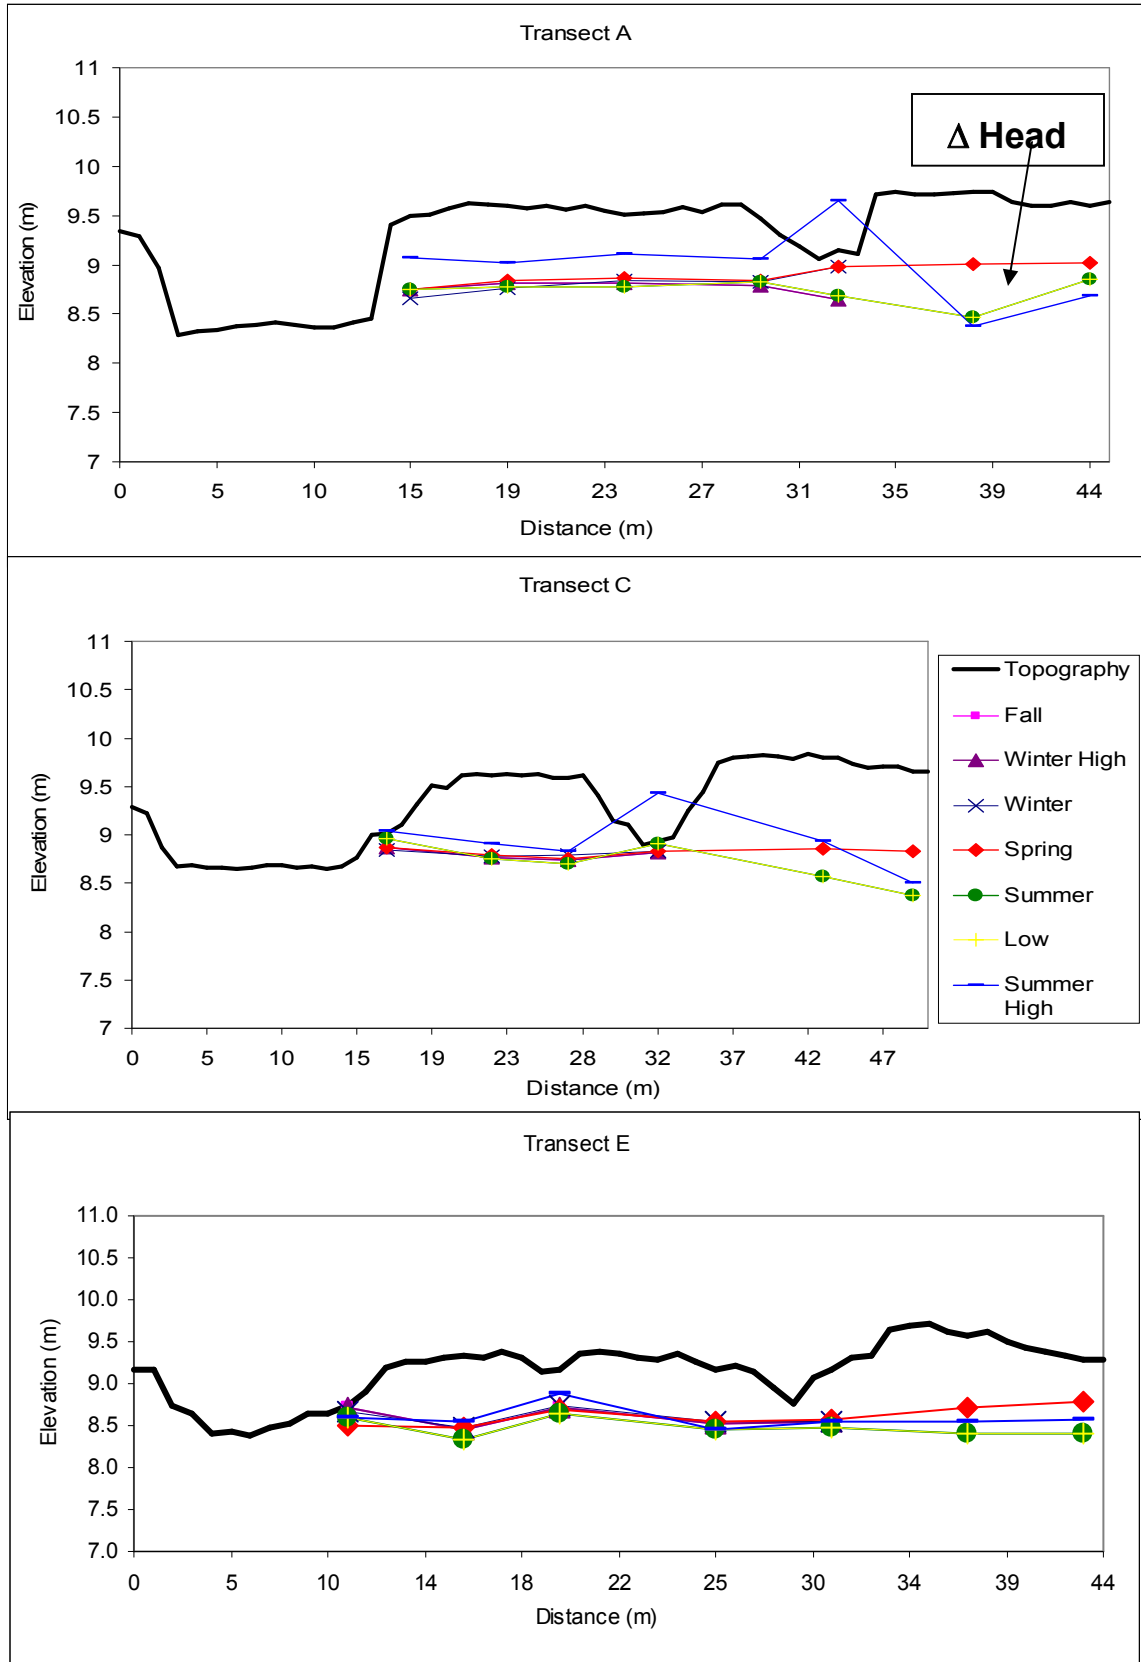 Transect A
11
10.5
10
9.5
9
8.5
8
7.5
7
Elevation (m)
Δ Head
0 5 10 15 19 23 27 31 35 39 44
Distance (m)
Transect C
11
10.5
10
9.5
9
8.5
8
7.5
7
Elevation (m)
0 5 10 15 19 23 27 32 37 42 47
Distance (m)
Topography
Fall
Winter High
Winter
Spring
Summer
Low
Summer
High
Transect E
11.0
10.5
10.0
9.5
9.0
8.5
8.0
7.5
7.0
Elevation (m)
0 5 10 14 18 22 25 30 34 39 44
Distance (m)